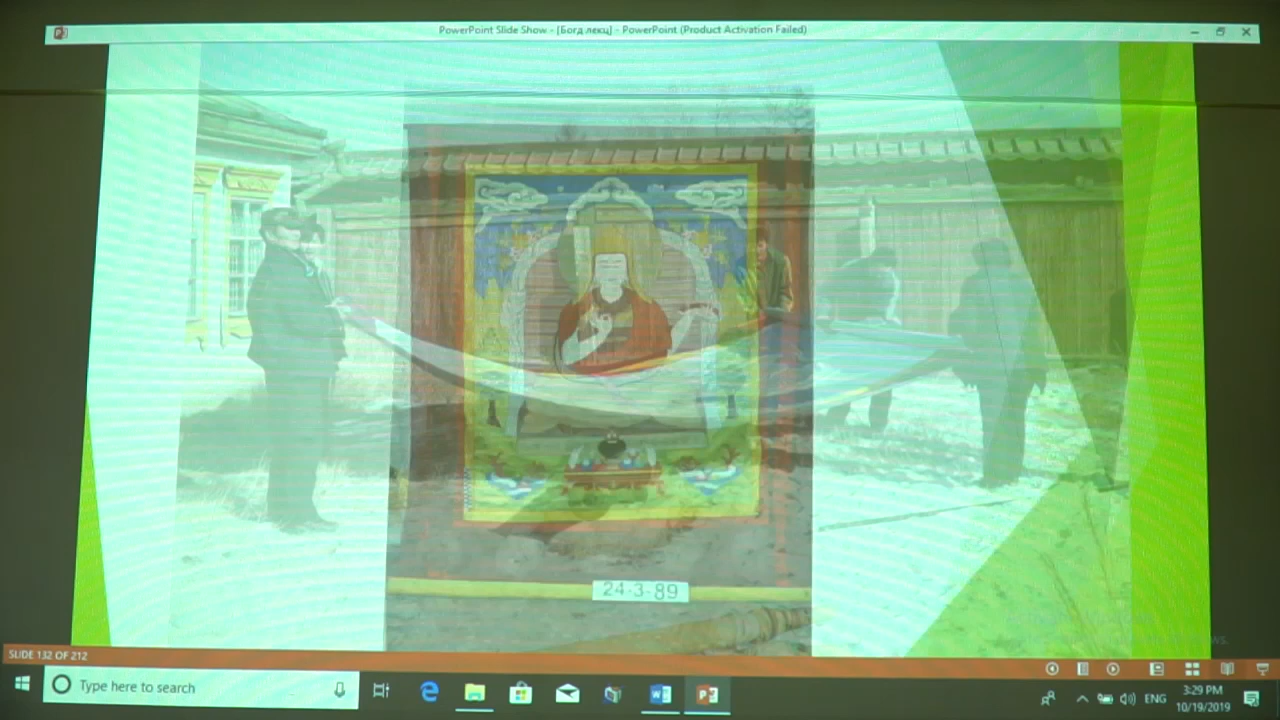 PowerPoint Slide Show - [Богд лекц] - PowerPoint (Product Activation Failed)
24-3-89
SLIDE 132 OF 212
Type here to search
ENG
3:29 PM
10/19/2019